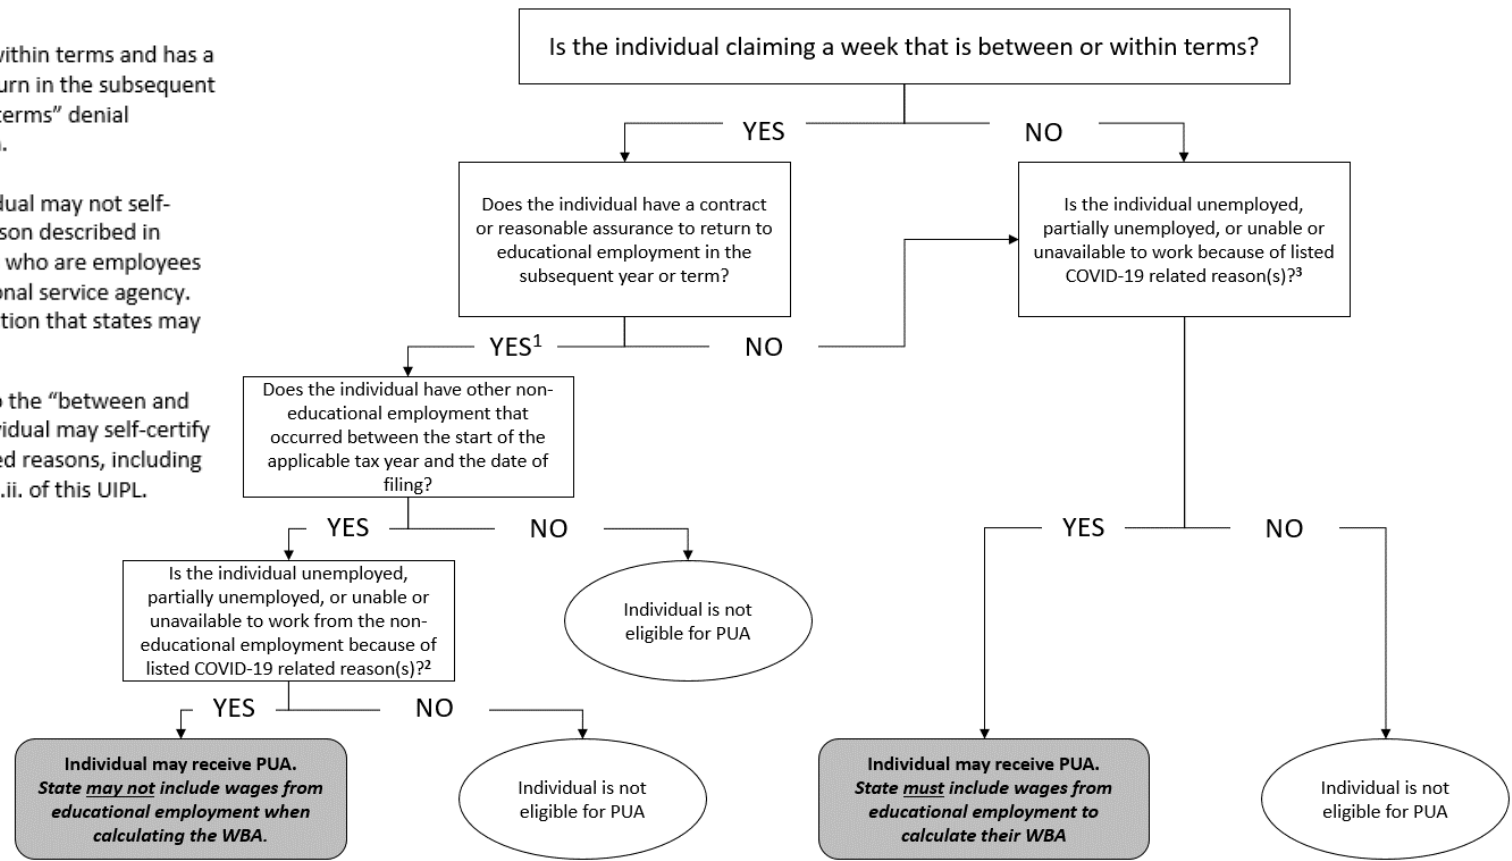 within terms and has a
urn in the subsequent
terms” denial
.
dual may not self-
son described in
who are employees
onal service agency.
tion that states may
o the “between and
vidual may self-certify
ed reasons, including
.ii. of this UIPL.
Is the individual claiming a week that is between or within terms?
YES
NO
Does the individual have a contract
or reasonable assurance to return to
educational employment in the
subsequent year or term?
Is the individual unemployed,
partially unemployed, or unable or
unavailable to work because of listed
COVID-19 related reason(s)?³
YES¹
NO
Does the individual have other non-
educational employment that
occurred between the start of the
applicable tax year and the date of
filing?
YES
NO
YES
NO
Is the individual unemployed,
partially unemployed, or unable or
unavailable to work from the non-
educational employment because of
listed COVID-19 related reason(s)?²
Individual is not
eligible for PUA
YES
NO
Individual may receive PUA.
State may not include wages from
educational employment when
calculating the WBA.
Individual is not
eligible for PUA
Individual may receive PUA.
State must include wages from
educational employment to
calculate their WBA
Individual is not
eligible for PUA